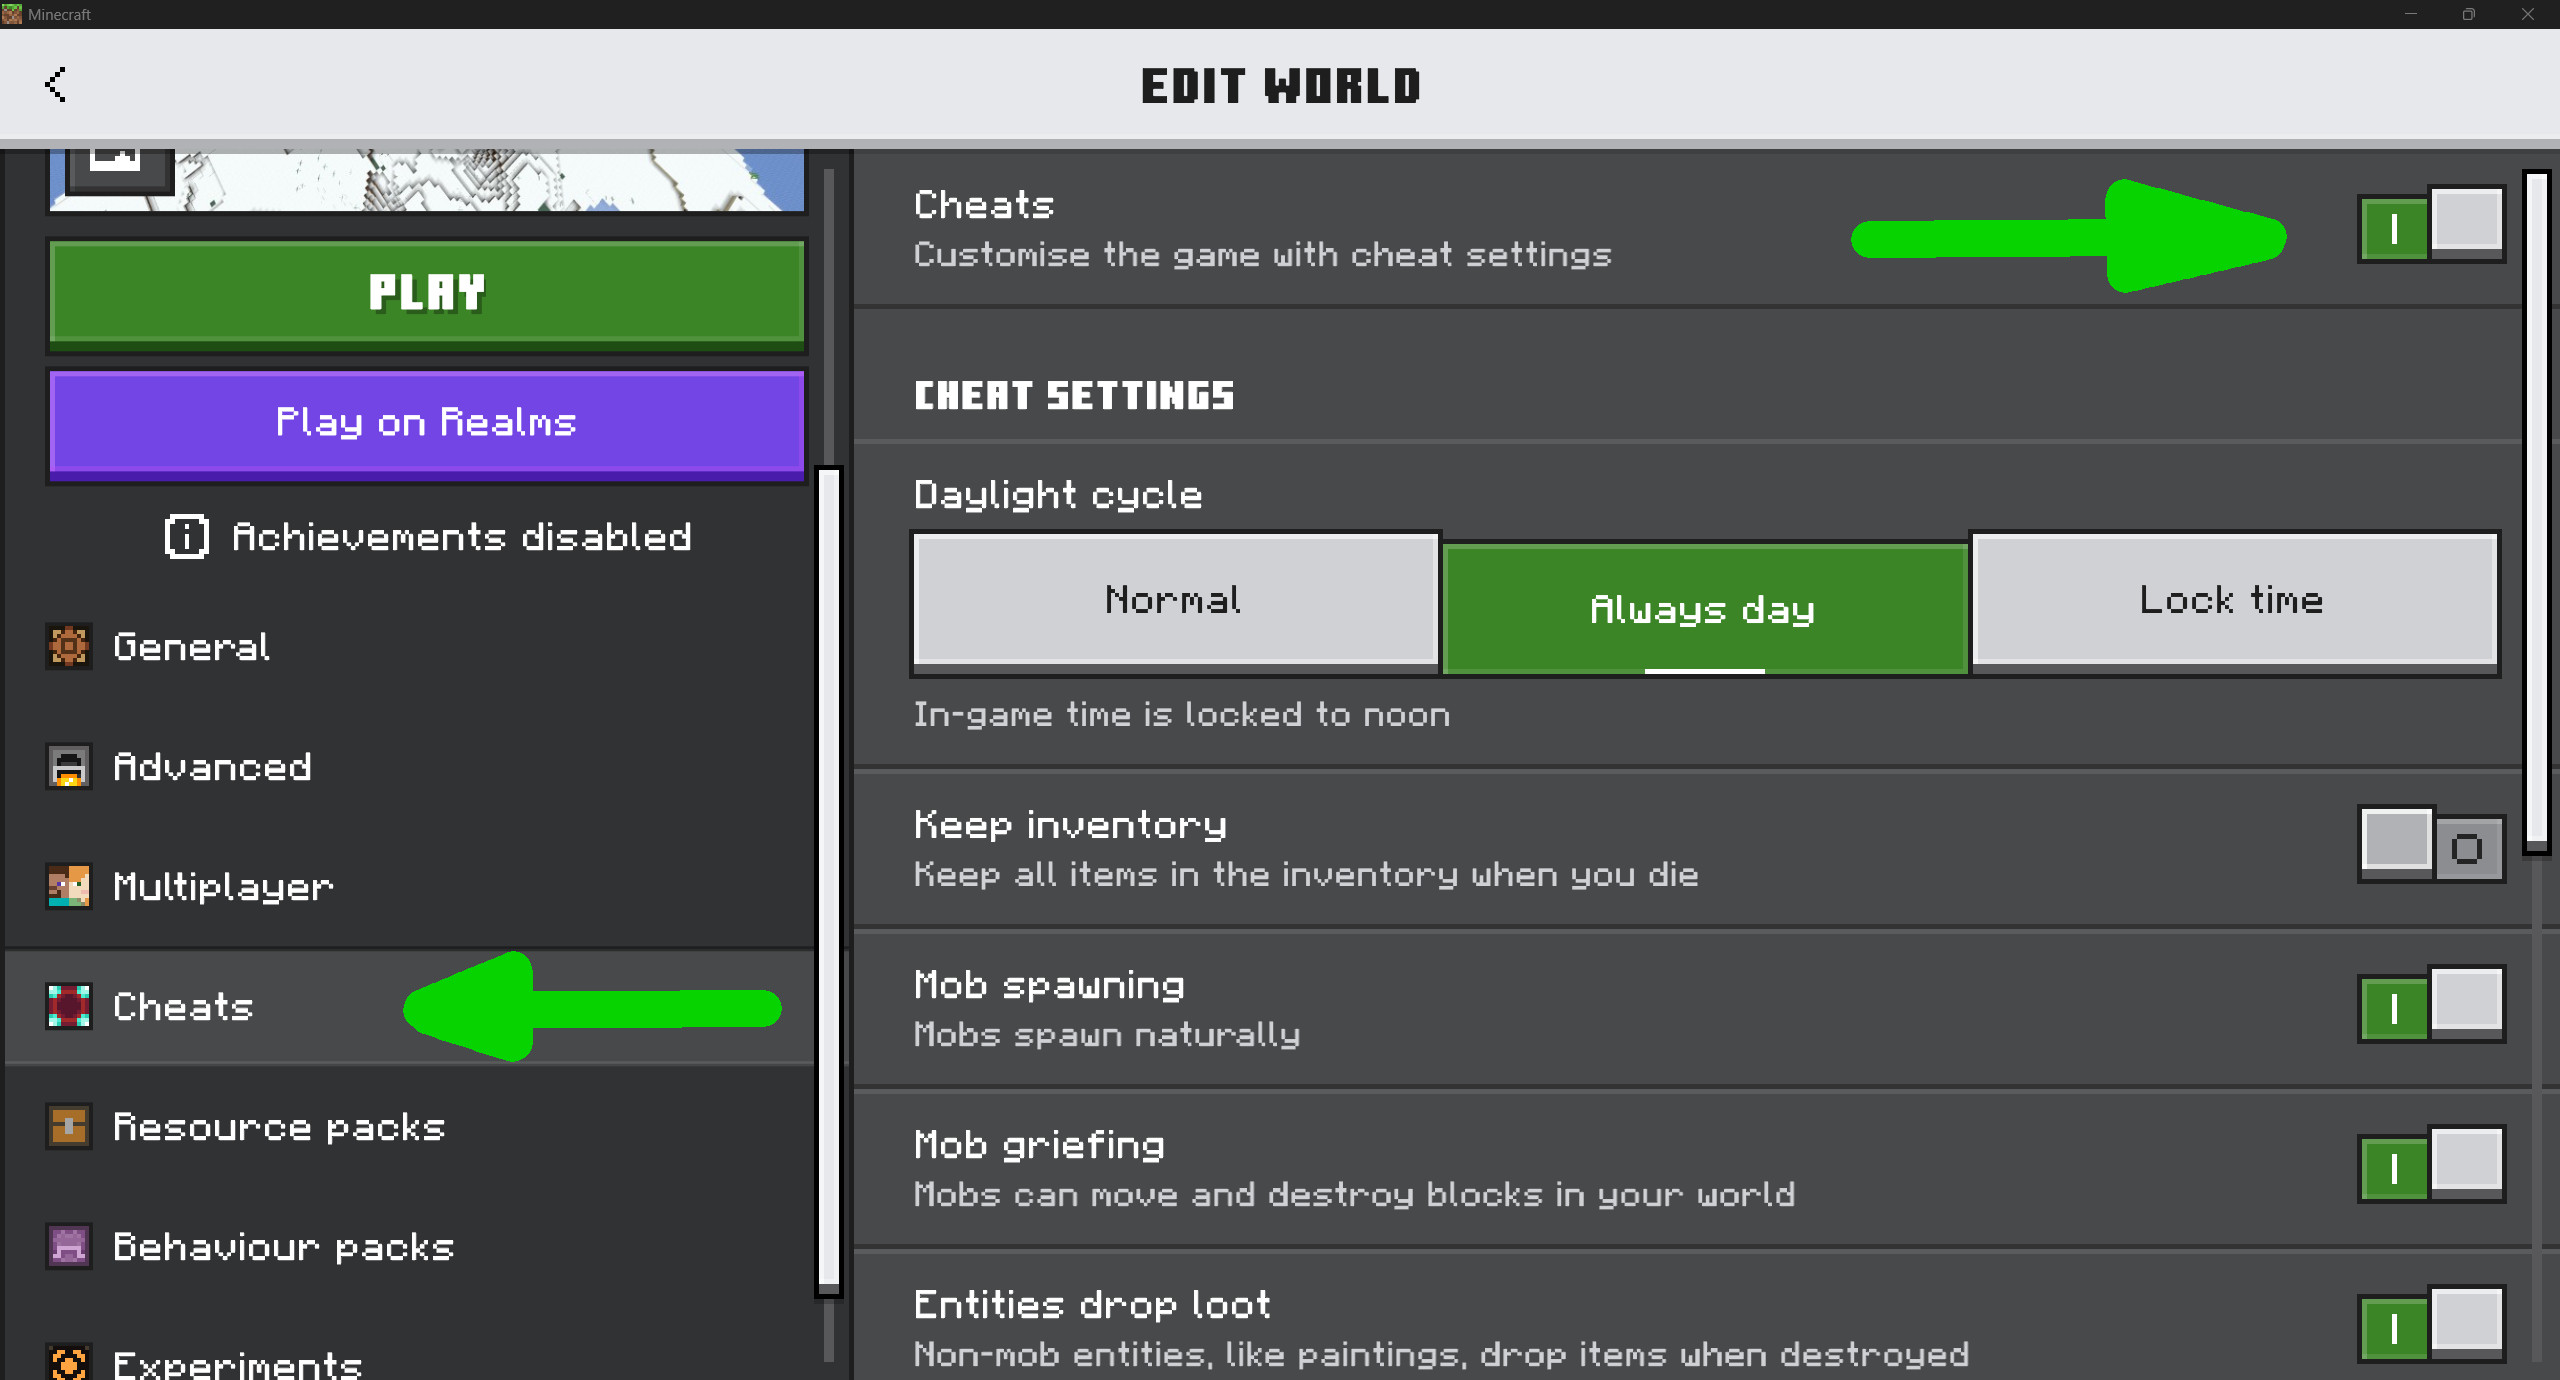 Minecraft
EDIT WORLD
PLAY
Play on Realms
Achievements disabled
General
Advanced
Multiplayer
Cheats
Resource packs
Behaviour packs
Experiments
Cheats
Customise the game with cheat settings
CHEAT SETTINGS
Daylight cycle
Normal
Always day
Lock time
In-game time is locked to noon
Keep inventory
Keep all items in the inventory when you die
Mob spawning
Mobs spawn naturally
Mob griefing
Mobs can move and destroy blocks in your world
Entities drop loot
Non-mob entities, like paintings, drop items when destroyed